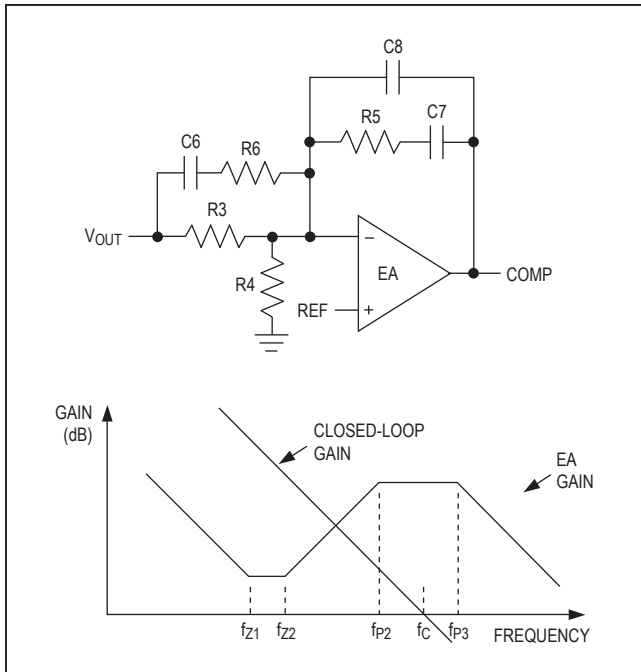 C8
R5
C7
C6
R6
R3
VOUT
−
EA
COMP
R4
REF
+
GAIN
(dB)
CLOSED-LOOP
GAIN
EA
GAIN
fZ1 fZ2 fP2 fC fP3 FREQUENCY